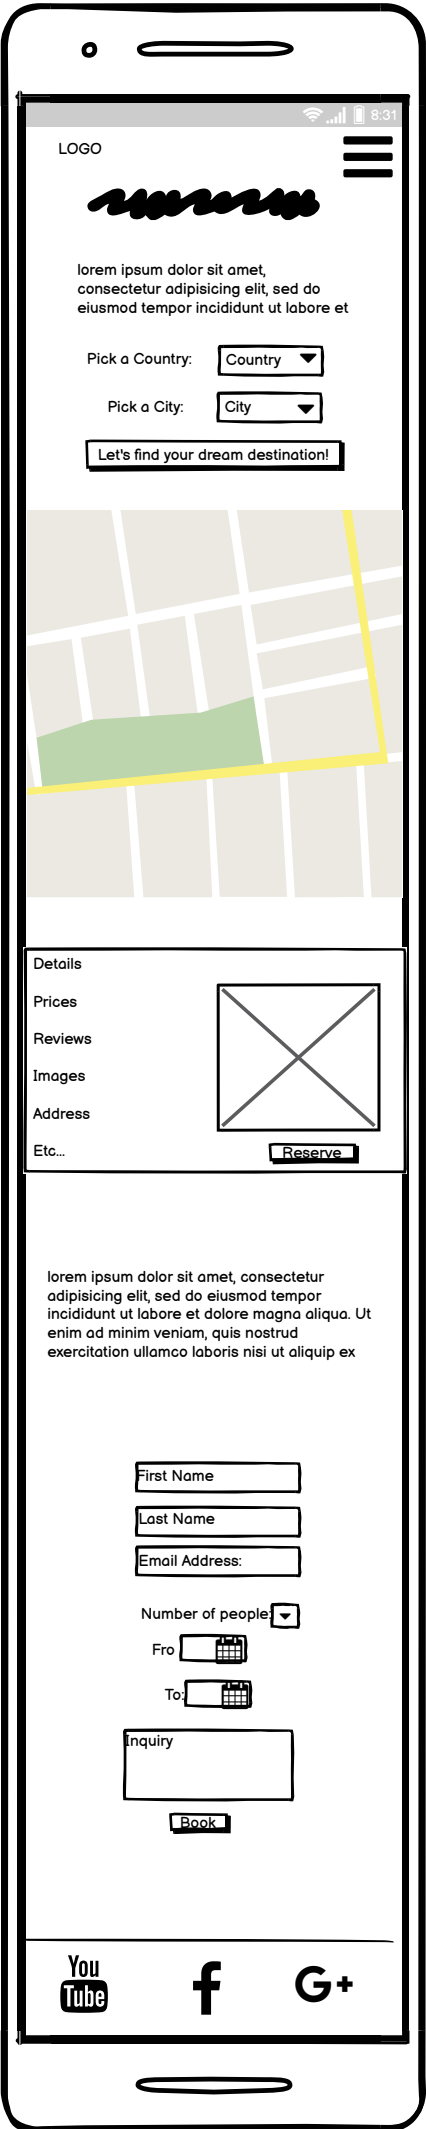 8:31
LOGO
lorem ipsum dolor sit amet,
consectetur adipisicing elit, sed do
eiusmod tempor incididunt ut labore et
Pick a Country:
Country
Pick a City:
City
Let's find your dream destination!
Details
Prices
Reviews
Images
Address
Etc...
Reserve
lorem ipsum dolor sit amet, consectetur
adipisicing elit, sed do eiusmod tempor
incididunt ut labore et dolore magna aliqua. Ut
enim ad minim veniam, quis nostrud
exercitation ullamco laboris nisi ut aliquip ex
First Name
Last Name
Email Address:
Number of people:
Fro
To:
Inquiry
Book
You
Tube
f
G+